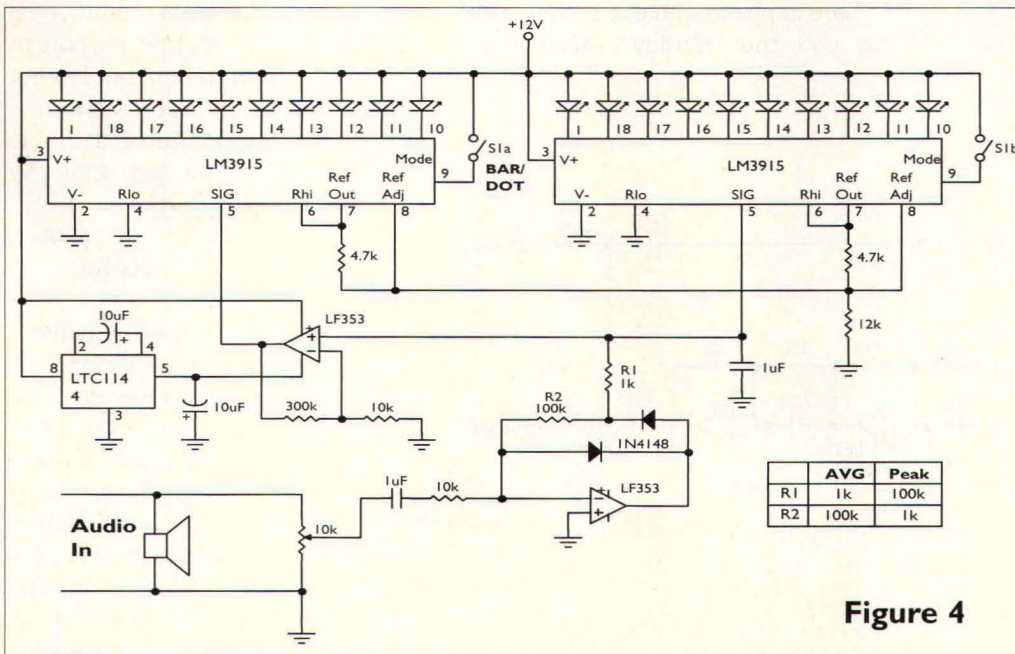 +12V
1 18 17 16 15 14 13 12 11 10
1 18 17 16 15 14 13 12 11 10
3 V+ LM3915 Mode 9 S1a
BAR/
DOT
3 V+ LM3915 Mode 9 S1b
V- Rlo SIG Rhi Ref Out Ref Adj
2 4 5 6 7 8
V- Rlo SIG Rhi Ref Out Ref Adj
2 4 5 6 7 8
4.7k
4.7k
12k
10uF
2 + 4
8 LTC114 5
4
3
10uF
+
LF353
+
+
−
300k 10k
R1
1k
1uF
R2
100k
1N4148
1uF 10k
+
−
+
LF353
Audio
In
10k
AVG Peak
R1 1k 100k
R2 100k 1k
Figure 4